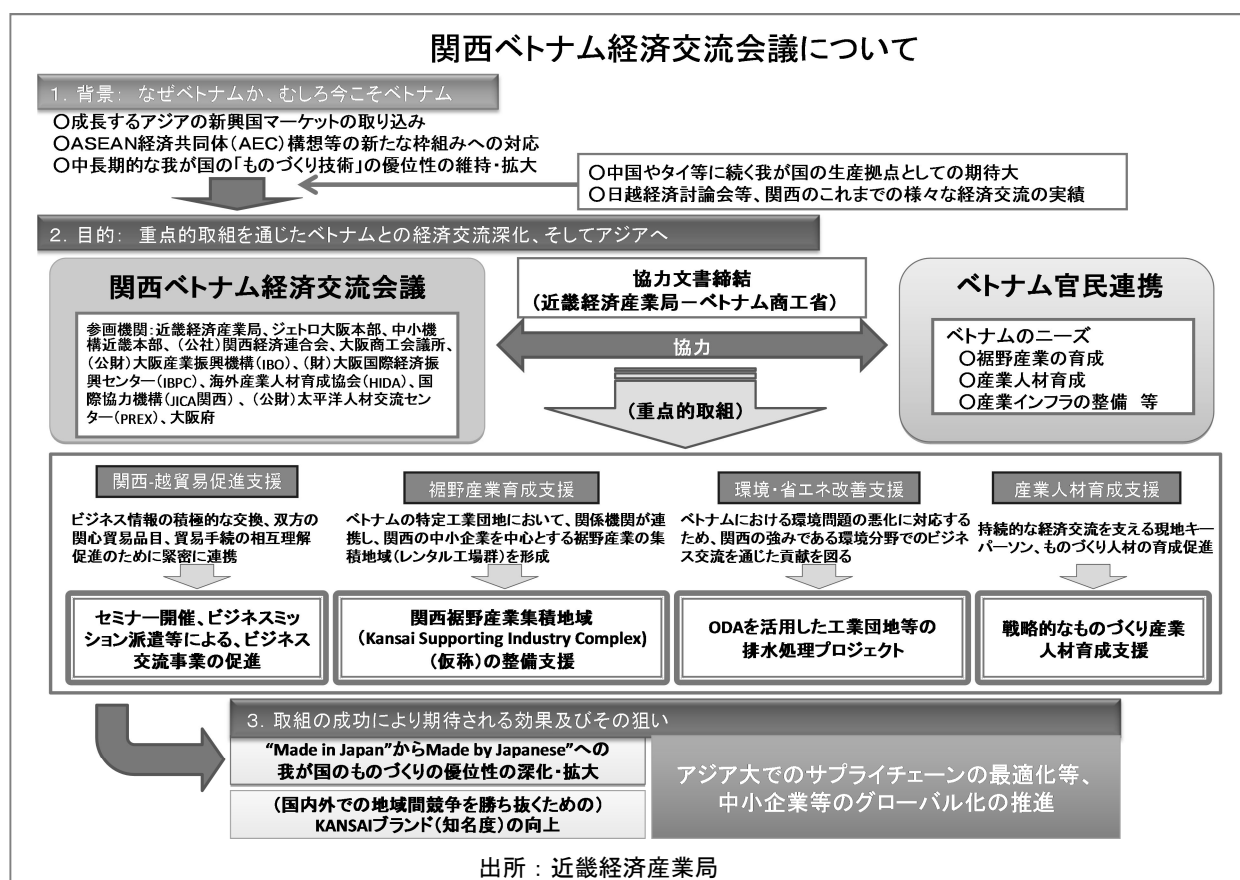 関西ベトナム経済交流会議について
1. 背景： なぜベトナムか、むしろ今こそベトナム
○成長するアジアの新興国マーケットの取り込み
○ASEAN経済共同体（AEC）構想等の新たな枠組みへの対応
○中長期的な我が国の「ものづくり技術」の優位性の維持・拡大
○中国やタイ等に続く我が国の生産拠点としての期待大
○日越経済討論会等、関西のこれまでの様々な経済交流の実績
2. 目的： 重点的取組を通じたベトナムとの経済交流深化、そしてアジアへ
関西ベトナム経済交流会議
参画機関：近畿経済産業局、ジェトロ大阪本部、中小機
構近畿本部、（公社）関西経済連合会、大阪商工会議所、
（公財）大阪産業振興機構（IBO）、（財）大阪国際経済振
興センター（IBPC）、海外産業人材育成協会（HIDA）、国
際協力機構（JICA関西）、（公財）太平洋人材交流セン
ター（PREX）、大阪府
協力文書締結
（近畿経済産業局－ベトナム商工省）
協力
（重点的取組）
ベトナム官民連携
ベトナムのニーズ
○裾野産業の育成
○産業人材育成
○産業インフラの整備 等
関西-越貿易促進支援
ビジネス情報の積極的な交換、双方の
関心貿易品目、貿易手続の相互理解
促進のために緊密に連携
セミナー開催、ビジネスミッ
ション派遣等による、ビジネス
交流事業の促進
裾野産業育成支援
ベトナムの特定工業団地において、関係機関が連
携し、関西の中小企業を中心とする裾野産業の集
積地域（レンタル工場群）を形成
関西裾野産業集積地域
（Kansai Supporting Industry Complex)
（仮称）の整備支援
環境・省エネ改善支援
ベトナムにおける環境問題の悪化に対応する
ため、関西の強みである環境分野でのビジネ
ス交流を通じた貢献を図る
ODAを活用した工業団地等の
排水処理プロジェクト
産業人材育成支援
持続的な経済交流を支える現地キー
パーソン、ものづくり人材の育成促進
戦略的なものづくり産業
人材育成支援
3. 取組の成功により期待される効果及びその狙い
“Made in Japan”からMade by Japanese”への
我が国のものづくりの優位性の深化・拡大
（国内外での地域間競争を勝ち抜くための）
KANSAIブランド（知名度）の向上
アジア大でのサプライチェーンの最適化等、
中小企業等のグローバル化の推進
出所：近畿経済産業局